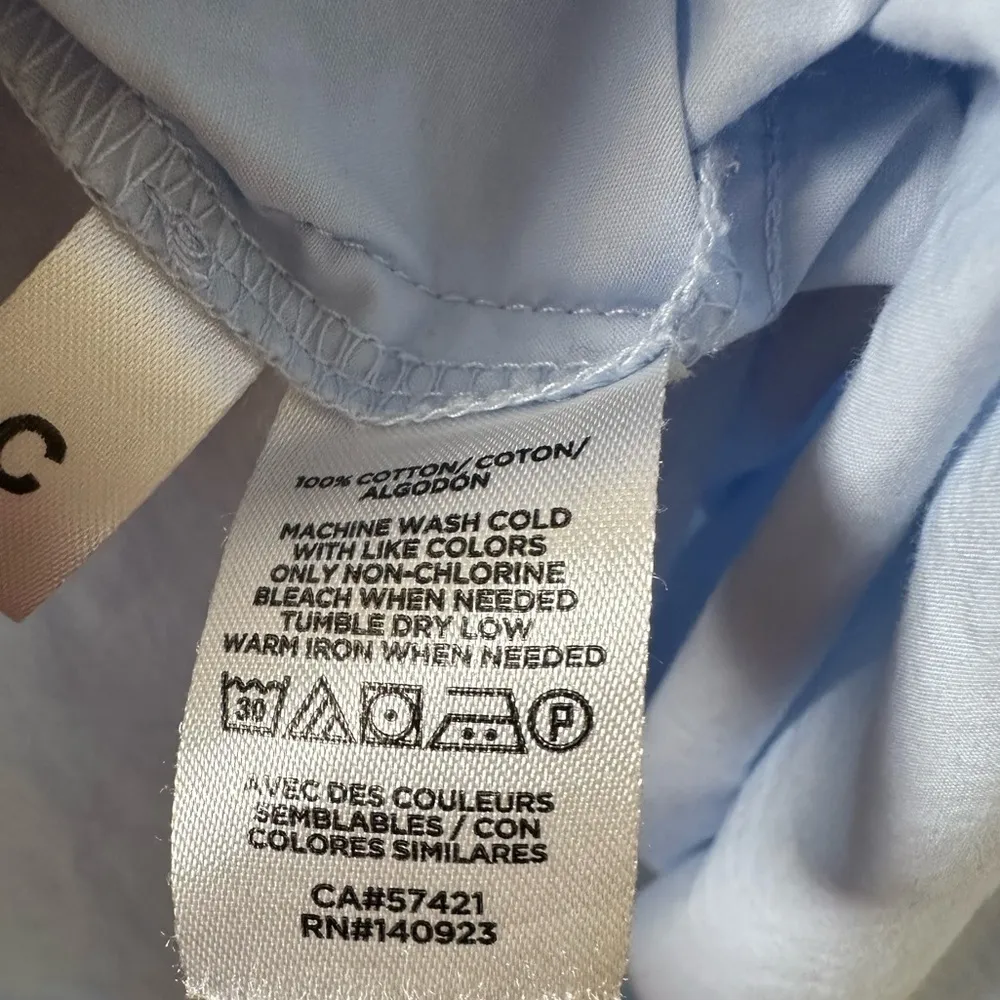 C
100% COTTON/ COTON/
ALGODÓN
MACHINE WASH COLD
WITH LIKE COLORS
ONLY NON-CHLORINE
BLEACH WHEN NEEDED
TUMBLE DRY LOW
WARM IRON WHEN NEEDED
30 P
AVEC DES COULEURS
SEMBLABLES / CON
COLORES SIMILARES
CA#57421
RN#140923